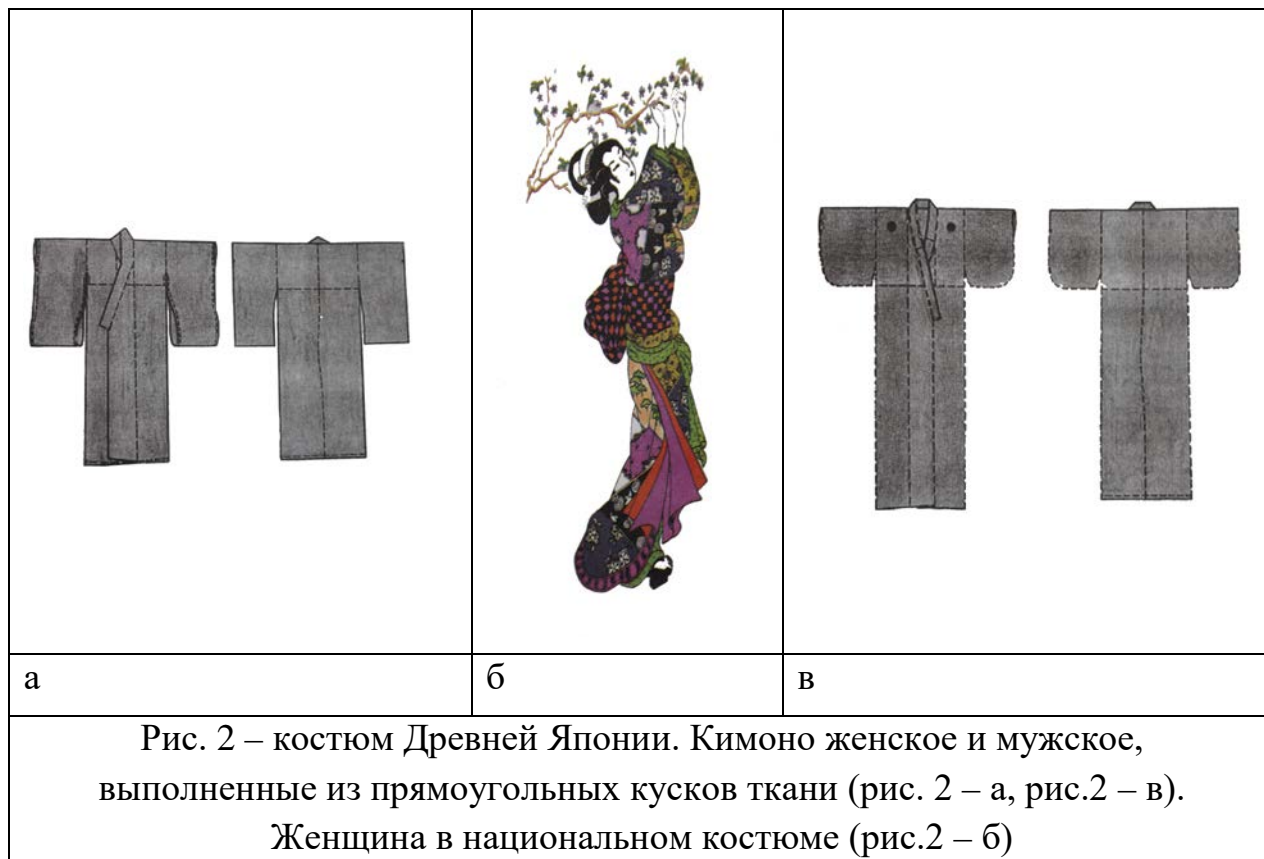 а
б
в
Рис. 2 – костюм Древней Японии. Кимоно женское и мужское,
выполненные из прямоугольных кусков ткани (рис. 2 – а, рис.2 – в).
Женщина в национальном костюме (рис.2 – б)